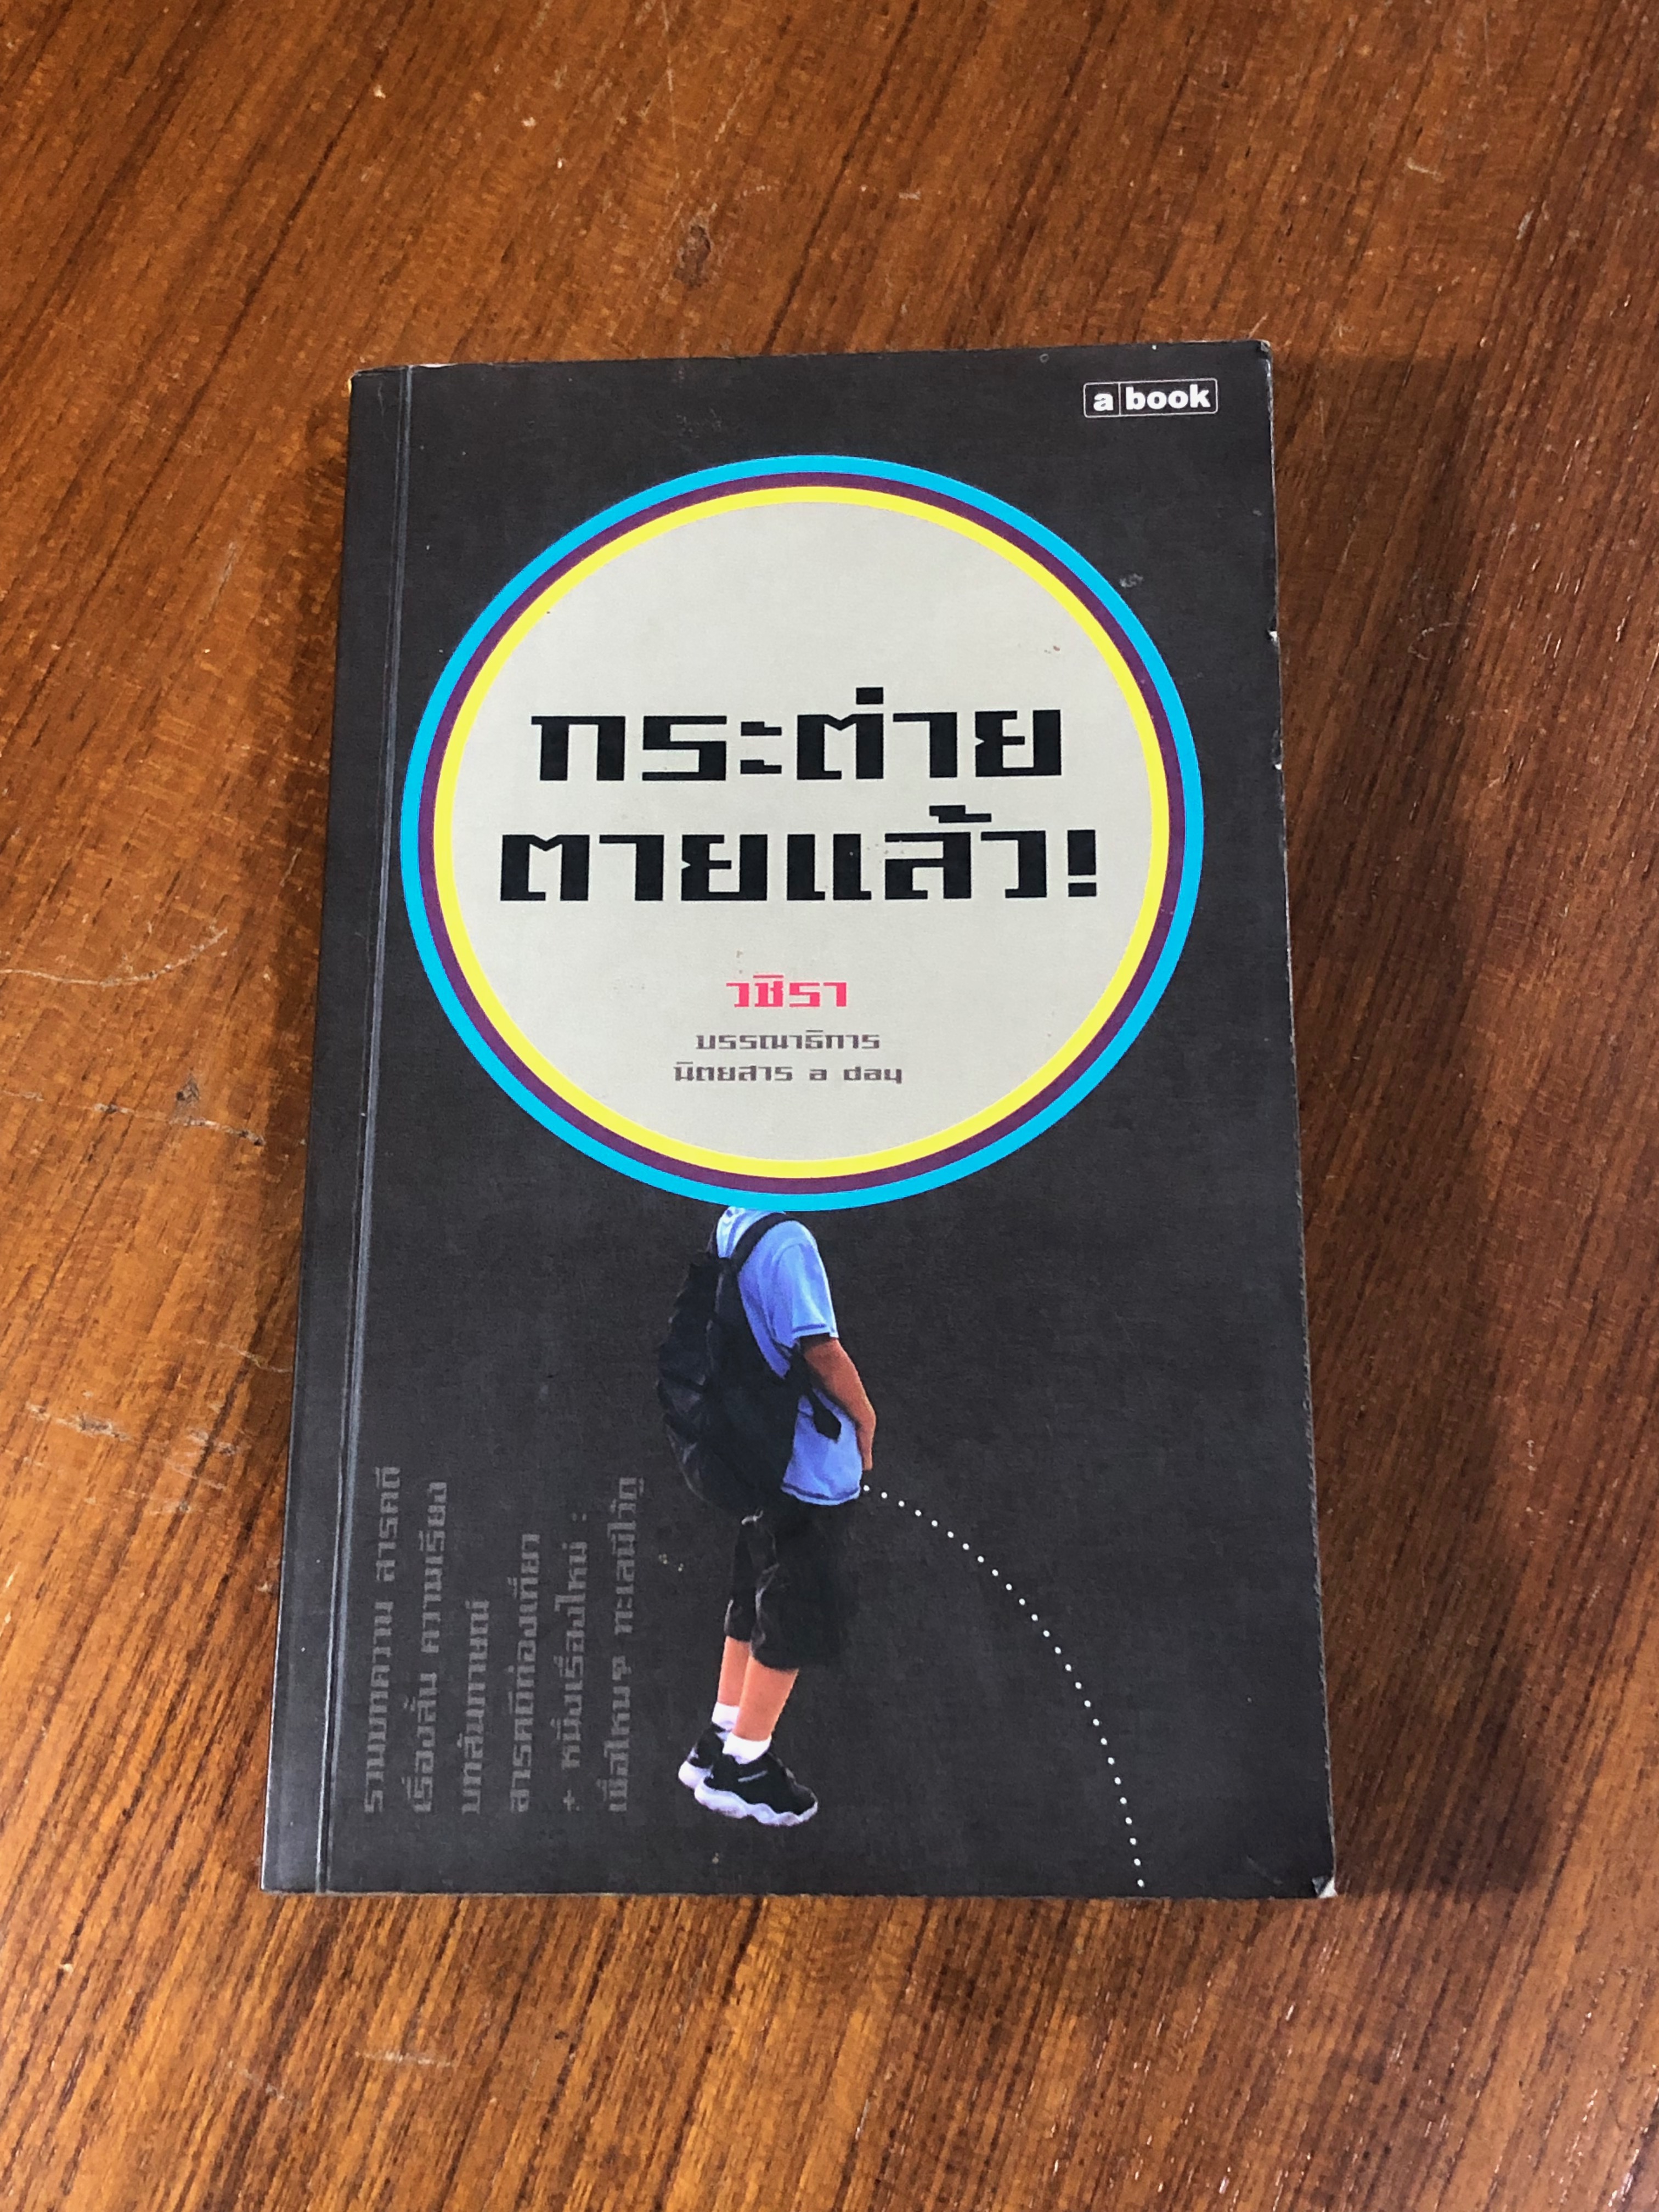 a book
กระต่าย
ตายแล้ว!
วชิรา
บรรณาธิการ
นิตยสาร a day
รวมบทความ สารคดี
เรื่องสั้น ความเรียง
บทสัมภาษณ์
สารคดีท่องเที่ยว
+ หนึ่งเรื่องใหม่ :
เมื่อไหนๆ ทะเลมีไว้ดู